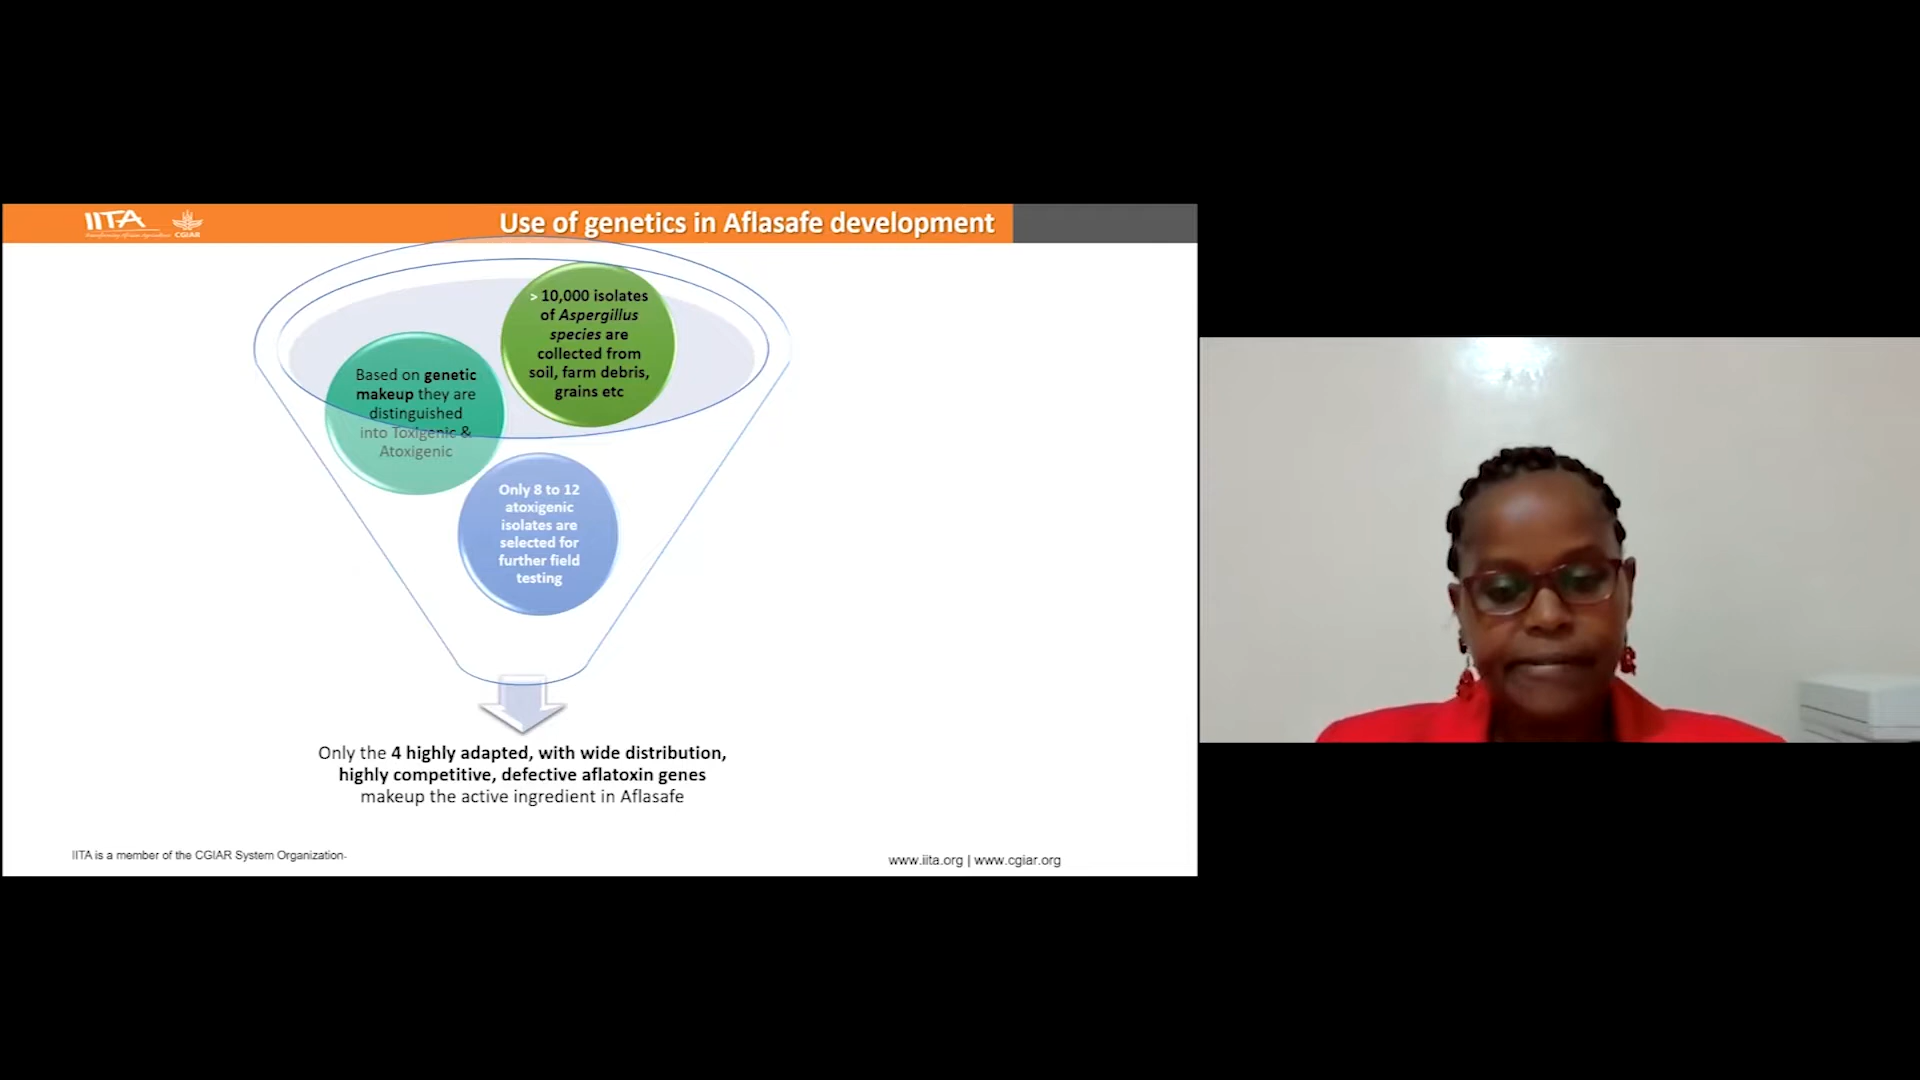 IITA
CGIAR
Use of genetics in Aflasafe development
> 10,000 isolates
of Aspergillus
species are
collected from
soil, farm debris,
grains etc
Based on genetic
makeup they are
distinguished
into Toxigenic &
Atoxigenic
Only 8 to 12
atoxigenic
isolates are
selected for
further field
testing
Only the 4 highly adapted, with wide distribution,
highly competitive, defective aflatoxin genes
makeup the active ingredient in Aflasafe
IITA is a member of the CGIAR System Organization-
www.iita.org | www.cgiar.org